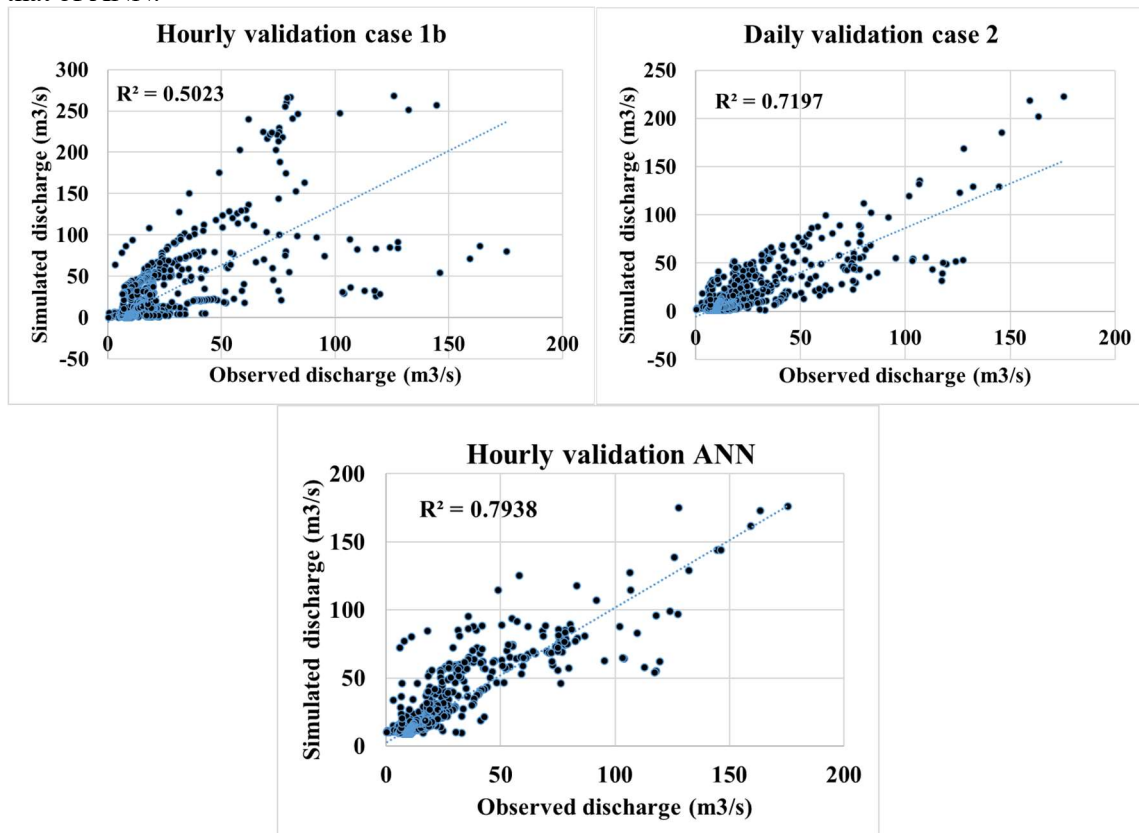 Hourly validation case 1b
R² = 0.5023
Simulated discharge (m3/s)
300
250
200
150
100
50
0
-50
0
50
100
150
200
Observed discharge (m3/s)
Daily validation case 2
R² = 0.7197
Simulated discharge (m3/s)
250
200
150
100
50
0
-50
0
50
100
150
200
Observed discharge (m3/s)
Hourly validation ANN
R² = 0.7938
Simulated discharge (m3/s)
200
150
100
50
0
0
50
100
150
200
Observed discharge (m3/s)